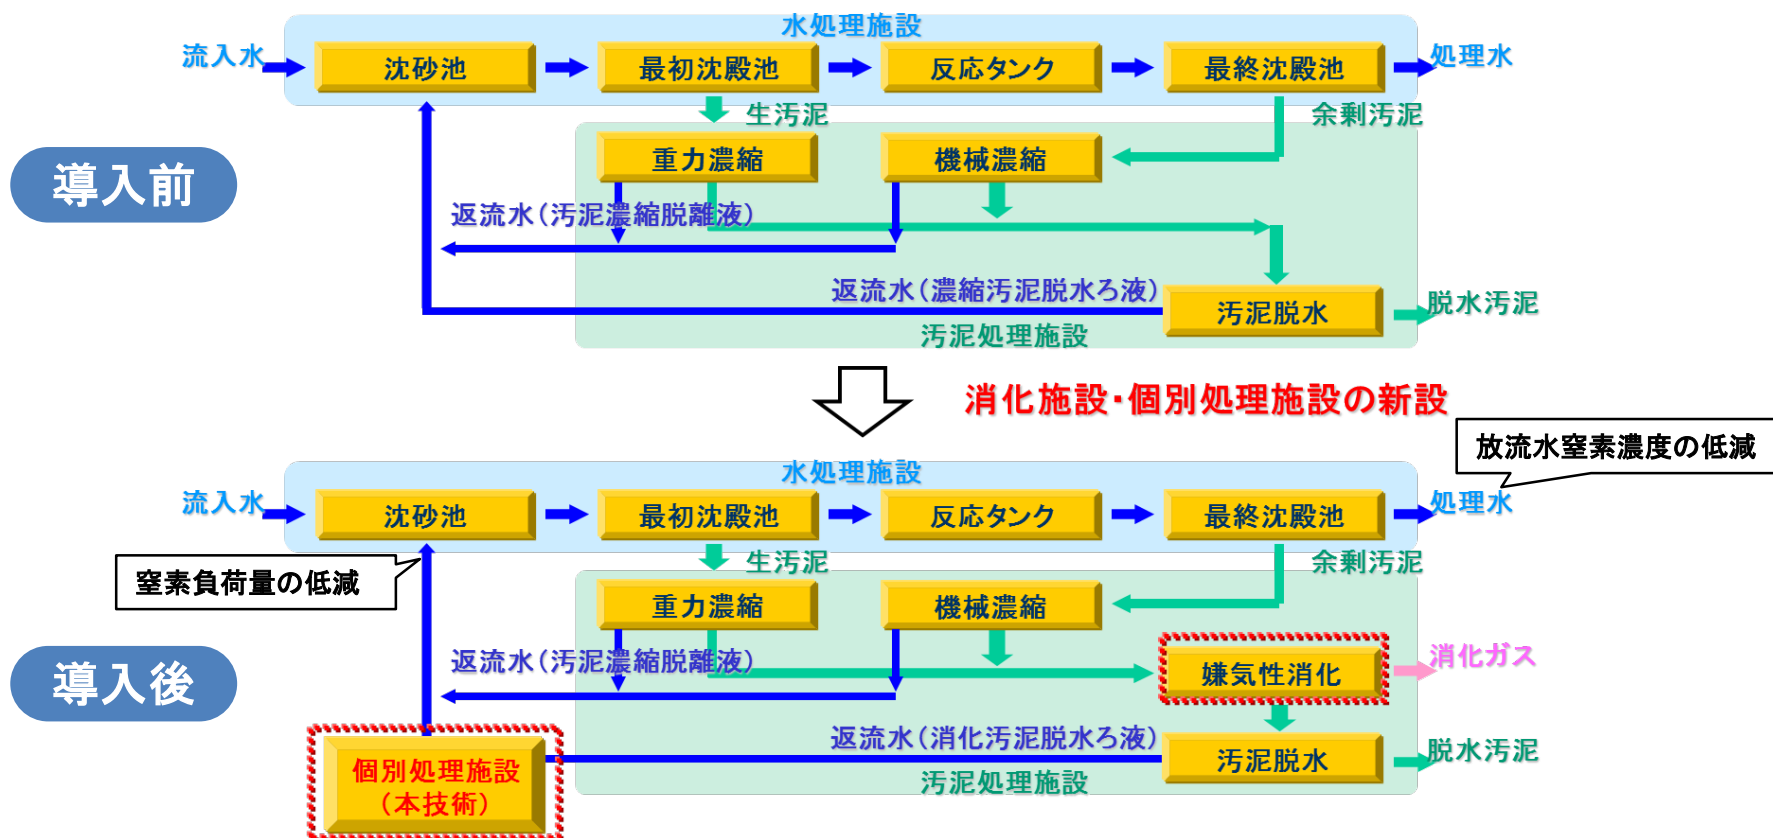 水処理施設
流入水
沈砂池
最初沈殿池
反応タンク
最終沈殿池
処理水
生汚泥
余剰汚泥
導入前
重力濃縮
機械濃縮
返流水（汚泥濃縮脱離液）
返流水（濃縮汚泥脱水ろ液）
汚泥脱水
脱水汚泥
汚泥処理施設
消化施設・個別処理施設の新設
放流水窒素濃度の低減
水処理施設
流入水
沈砂池
最初沈殿池
反応タンク
最終沈殿池
処理水
生汚泥
余剰汚泥
窒素負荷量の低減
重力濃縮
機械濃縮
導入後
返流水（汚泥濃縮脱離液）
嫌気性消化
消化ガス
返流水（消化汚泥脱水ろ液）
汚泥脱水
脱水汚泥
個別処理施設
（本技術）
汚泥処理施設